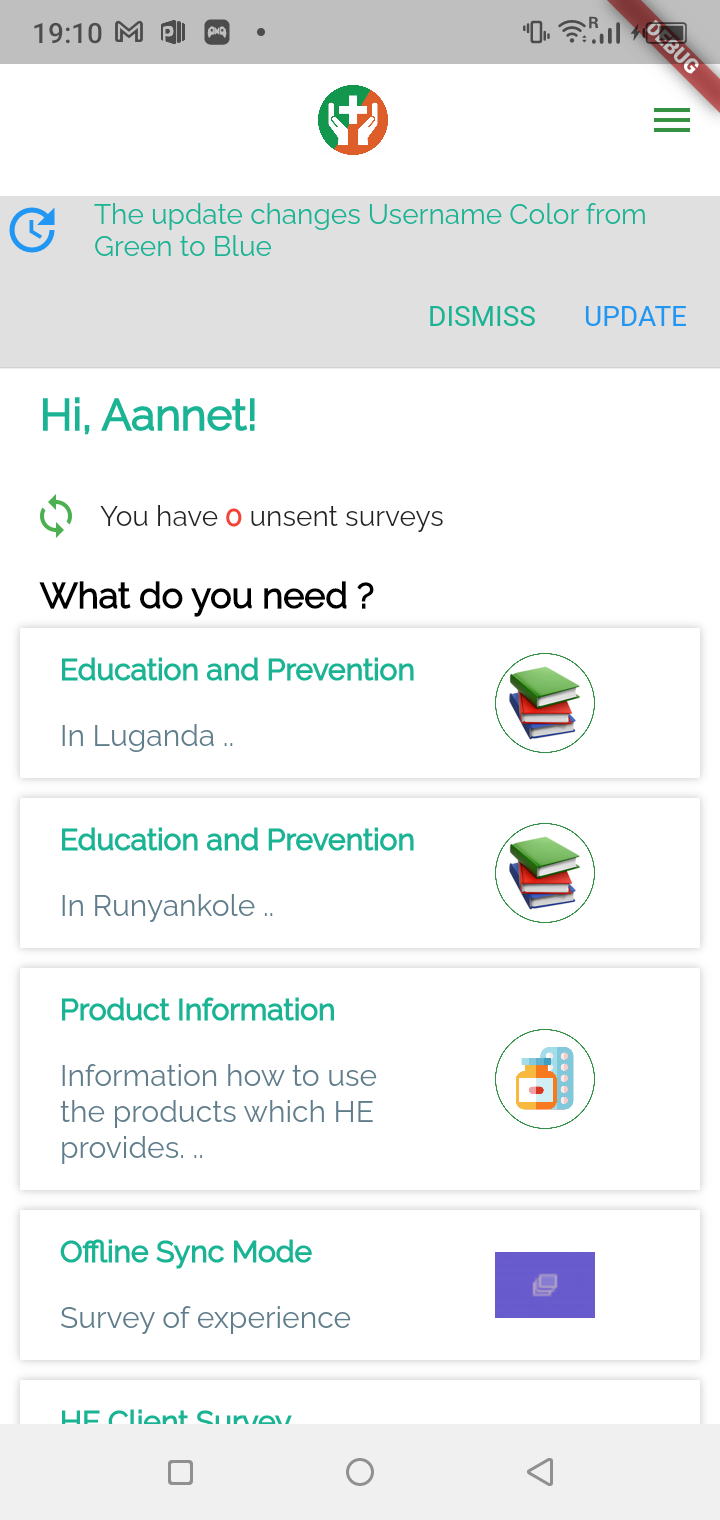 19:10
R
DEBUG
The update changes Username Color from
Green to Blue
DISMISS
UPDATE
Hi, Aannet!
You have 0 unsent surveys
What do you need ?
Education and Prevention
In Luganda ..
Education and Prevention
In Runyankole ..
Product Information
Information how to use
the products which HE
provides. ..
Offline Sync Mode
Survey of experience
HE Client Survey